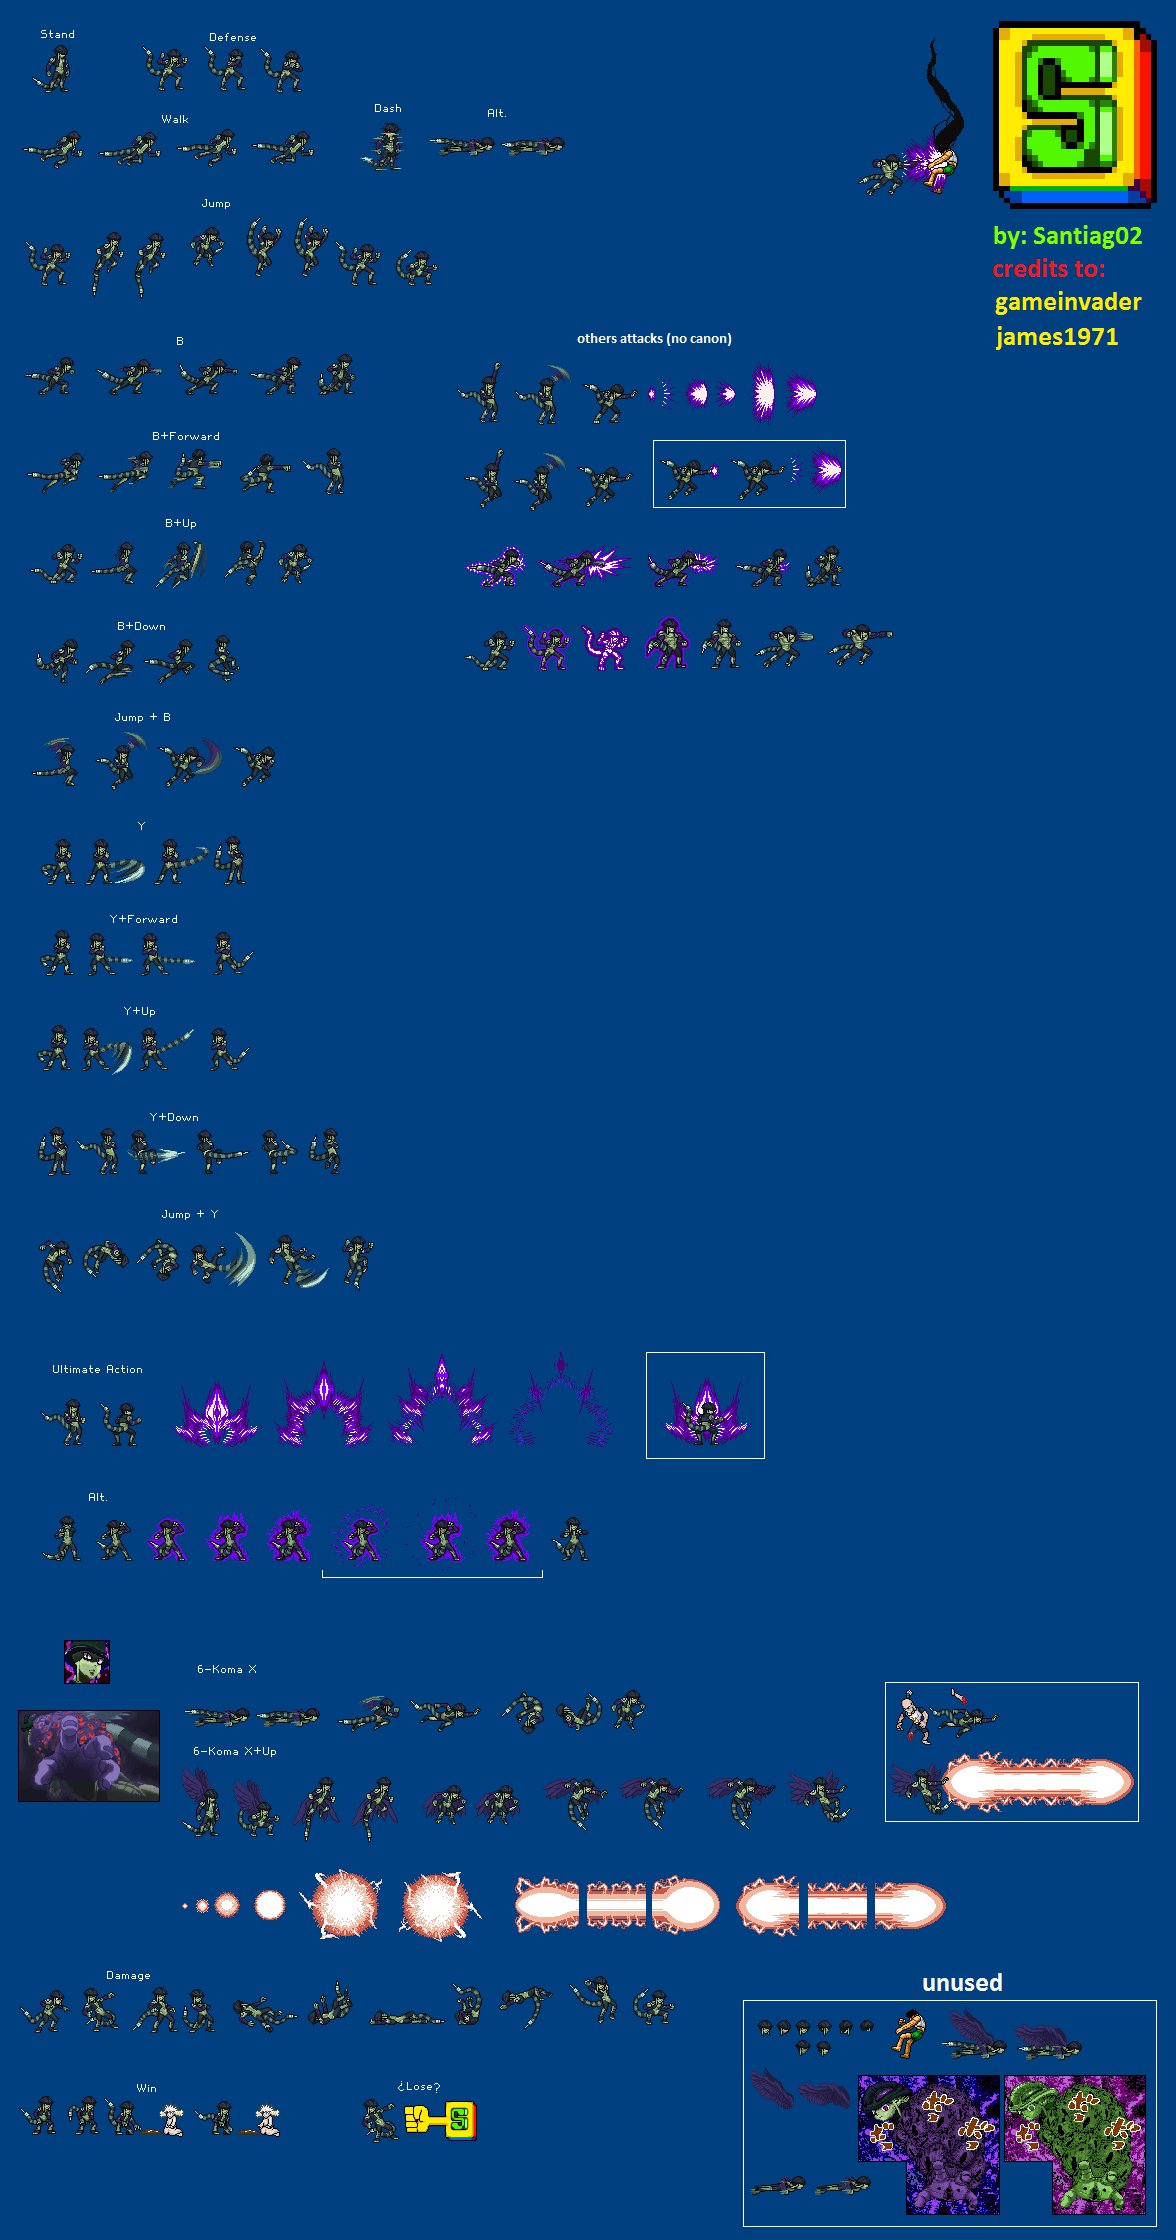 Stand
Defense
Walk
Dash
Alt.
Jump
by: Santiag02
credits to:
gameinvader
james1971
B
others attacks (no canon)
B+Forward
B+Up
B+Down
Jump + B
Y
Y+Forward
Y+Up
Y+Down
Jump + Y
Ultimate Action
Alt.
6-Koma X
6-Koma X+Up
Damage
unused
Win
¿Lose?